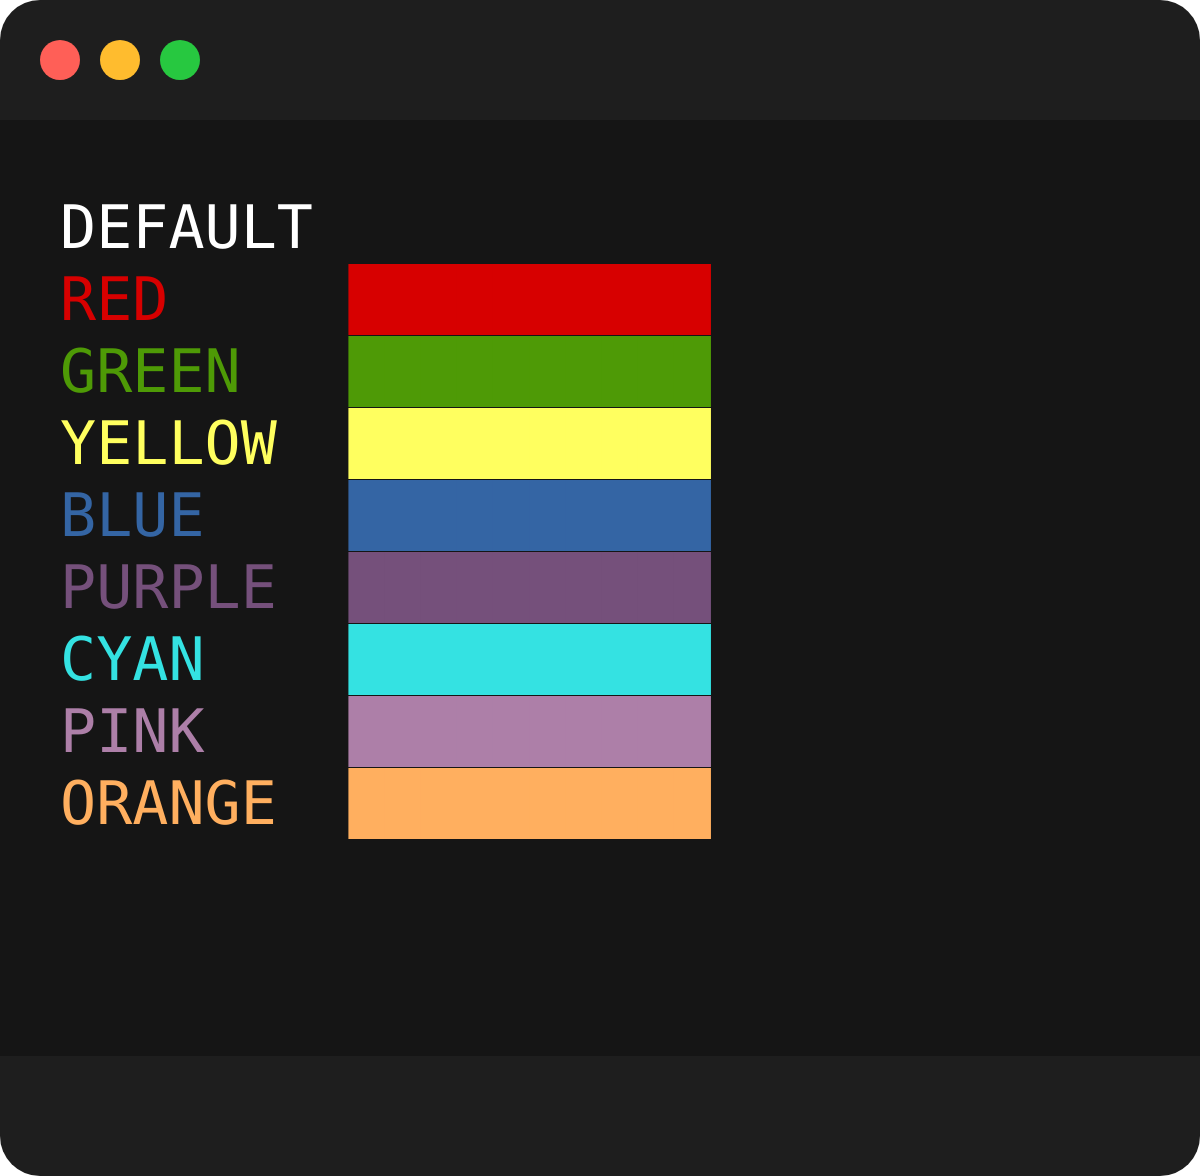 DEFAULT
RED
GREEN
YELLOW
BLUE
PURPLE
CYAN
PINK
ORANGE